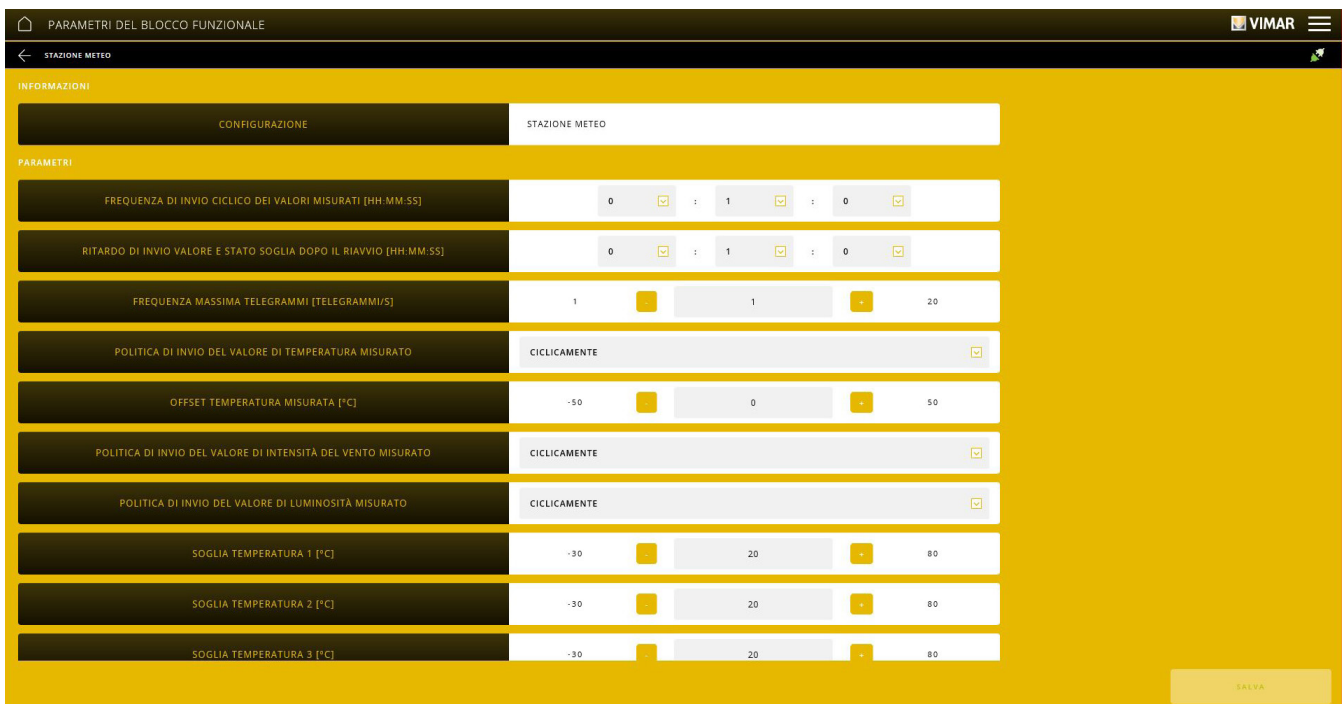 PARAMETRI DEL BLOCCO FUNZIONALE VIMAR
STAZIONE METEO
INFORMAZIONI
CONFIGURAZIONE STAZIONE METEO
PARAMETRI
FREQUENZA DI INVIO CICLICO DEI VALORI MISURATI [HH:MM:SS] 0 : 1 : 0
RITARDO DI INVIO VALORE E STATO SOGLIA DOPO IL RIAVVIO [HH:MM:SS] 0 : 1 : 0
FREQUENZA MASSIMA TELEGRAMMI [TELEGRAMMI/S] 1 - 1 + 20
POLITICA DI INVIO DEL VALORE DI TEMPERATURA MISURATO CICLICAMENTE
OFFSET TEMPERATURA MISURATA [°C] -50 - 0 + 50
POLITICA DI INVIO DEL VALORE DI INTENSITÀ DEL VENTO MISURATO CICLICAMENTE
POLITICA DI INVIO DEL VALORE DI LUMINOSITÀ MISURATO CICLICAMENTE
SOGLIA TEMPERATURA 1 [°C] -30 - 20 + 80
SOGLIA TEMPERATURA 2 [°C] -30 - 20 + 80
SOGLIA TEMPERATURA 3 [°C] -30 - 20 + 80
SALVA